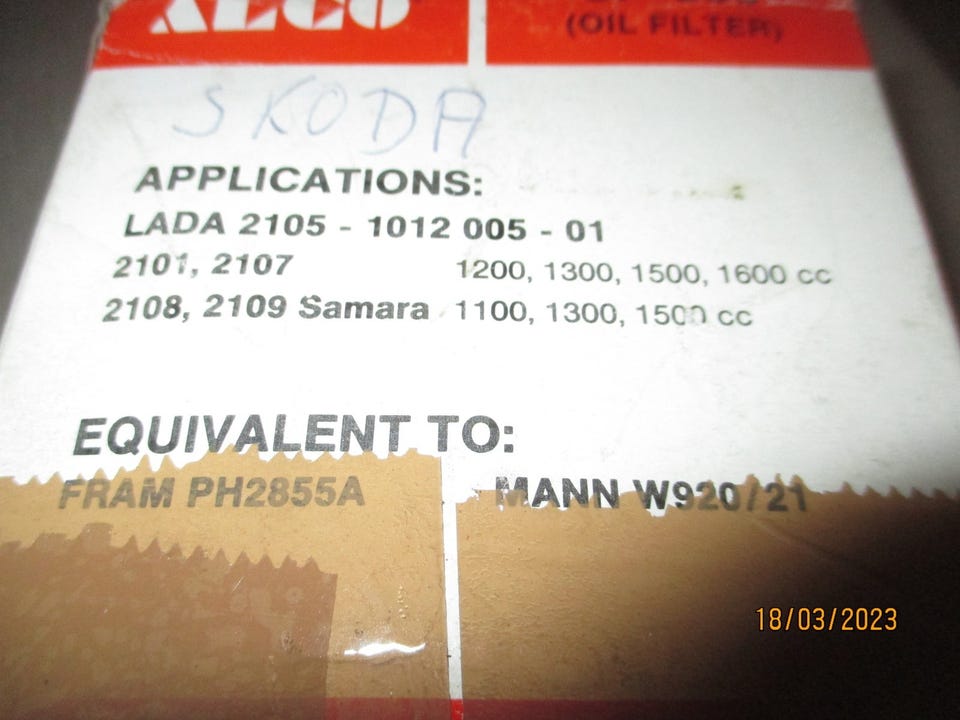 ALCO
(OIL FILTER)
SKODA
APPLICATIONS:
LADA 2105 - 1012 005 - 01
2101, 2107 1200, 1300, 1500, 1600 cc
2108, 2109 Samara 1100, 1300, 1500 cc
EQUIVALENT TO:
FRAM PH2855A MANN W920/21
18/03/2023